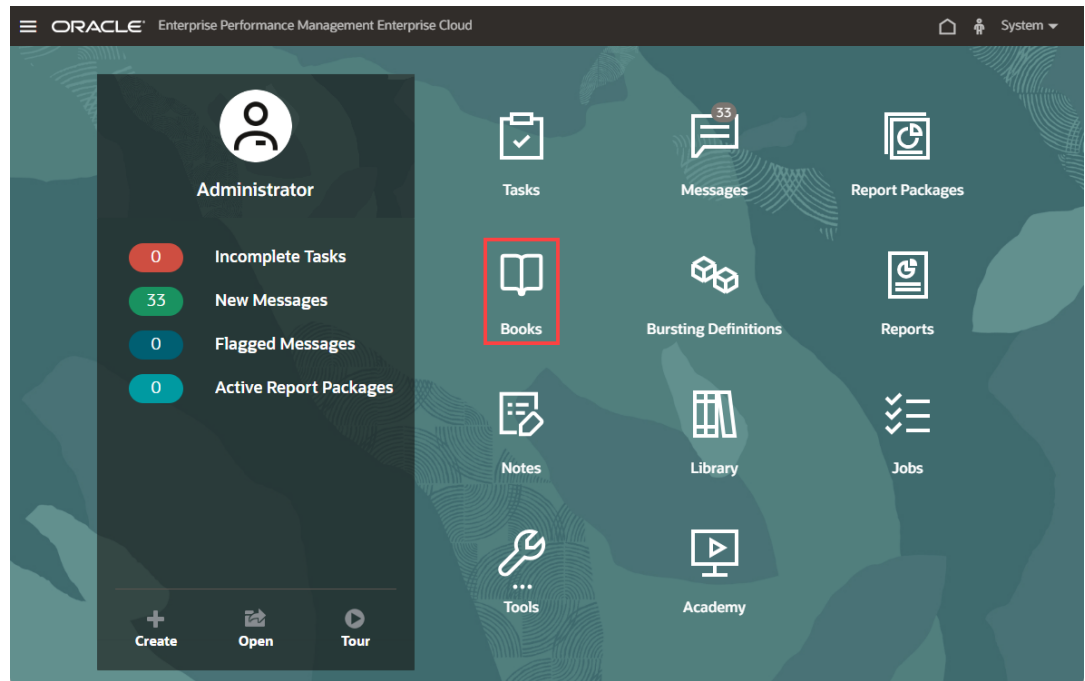 ORACLE Enterprise Performance Management Enterprise Cloud
System
Administrator
0 Incomplete Tasks
33 New Messages
0 Flagged Messages
0 Active Report Packages
Create Open Tour
33
Tasks Messages Report Packages
Books Bursting Definitions Reports
Notes Library Jobs
Tools Academy